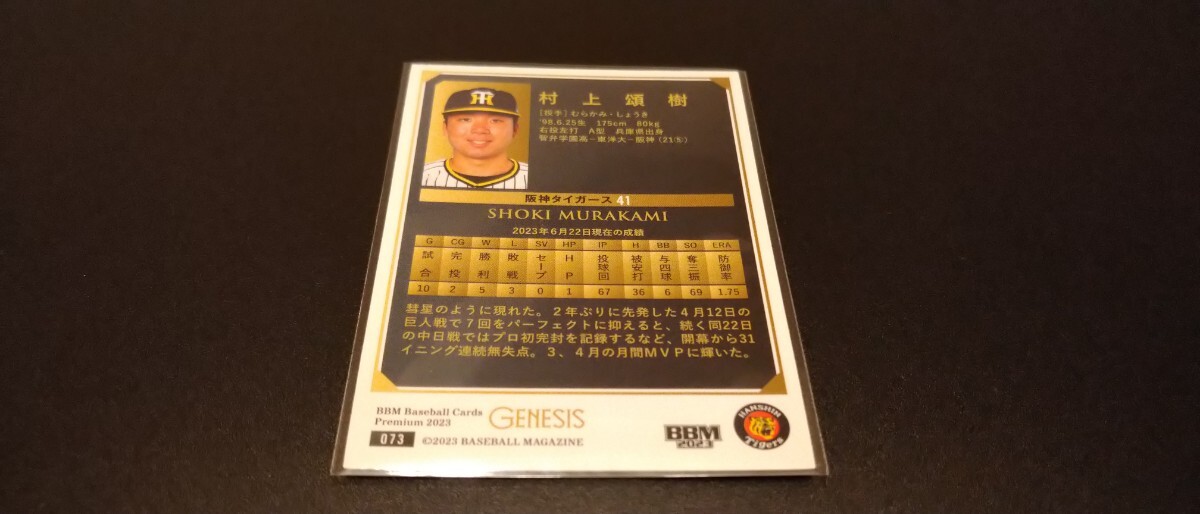 村上頌樹
[投手] むらかみ・しょうき
'98.6.25生 175cm 80kg
右投左打 A型 兵庫県出身
智弁学園高－東洋大－阪神(21⑤)
阪神タイガース 41
SHOKI MURAKAMI
2023年6月22日現在の成績
G CG W L SV HP IP H BB SO ERA
試合 完投 勝利 敗戦 セーブ HP 投球回 被安打 与四球 奪三振 防御率
10 2 5 3 0 1 67 36 6 69 1.75
彗星のように現れた。2年ぶりに先発した4月12日の
巨人戦で7回をパーフェクトに抑えると、続く同22日
の中日戦ではプロ初完封を記録するなど、開幕から31
イニング連続無失点。3、4月の月間MVPに輝いた。
BBM Baseball Cards
Premium 2023
GENESIS
073 ©2023 BASEBALL MAGAZINE
BBM
2023
HANSHIN
Tigers